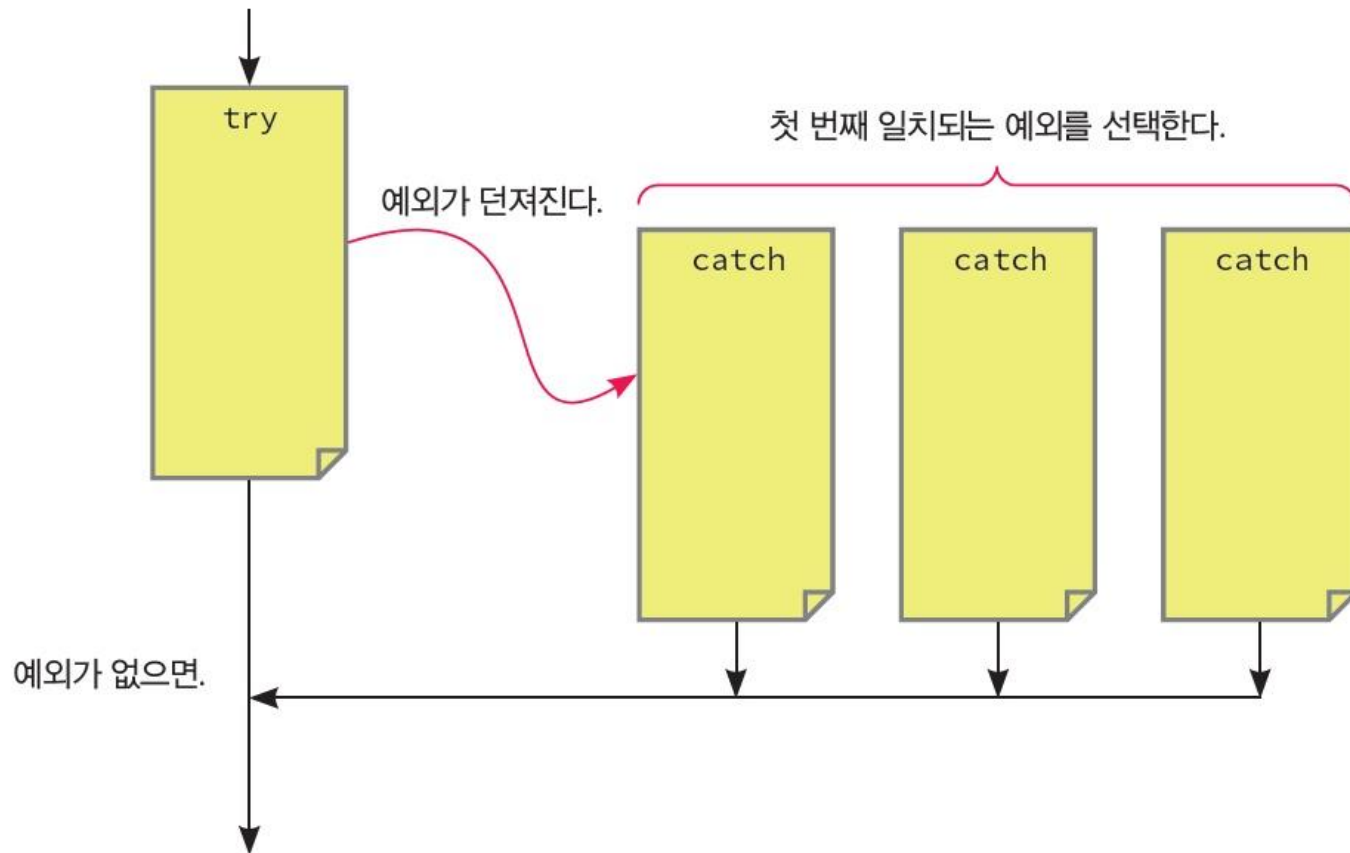 try
첫 번째 일치되는 예외를 선택한다.
예외가 던져진다.
catch
catch
catch
예외가 없으면.